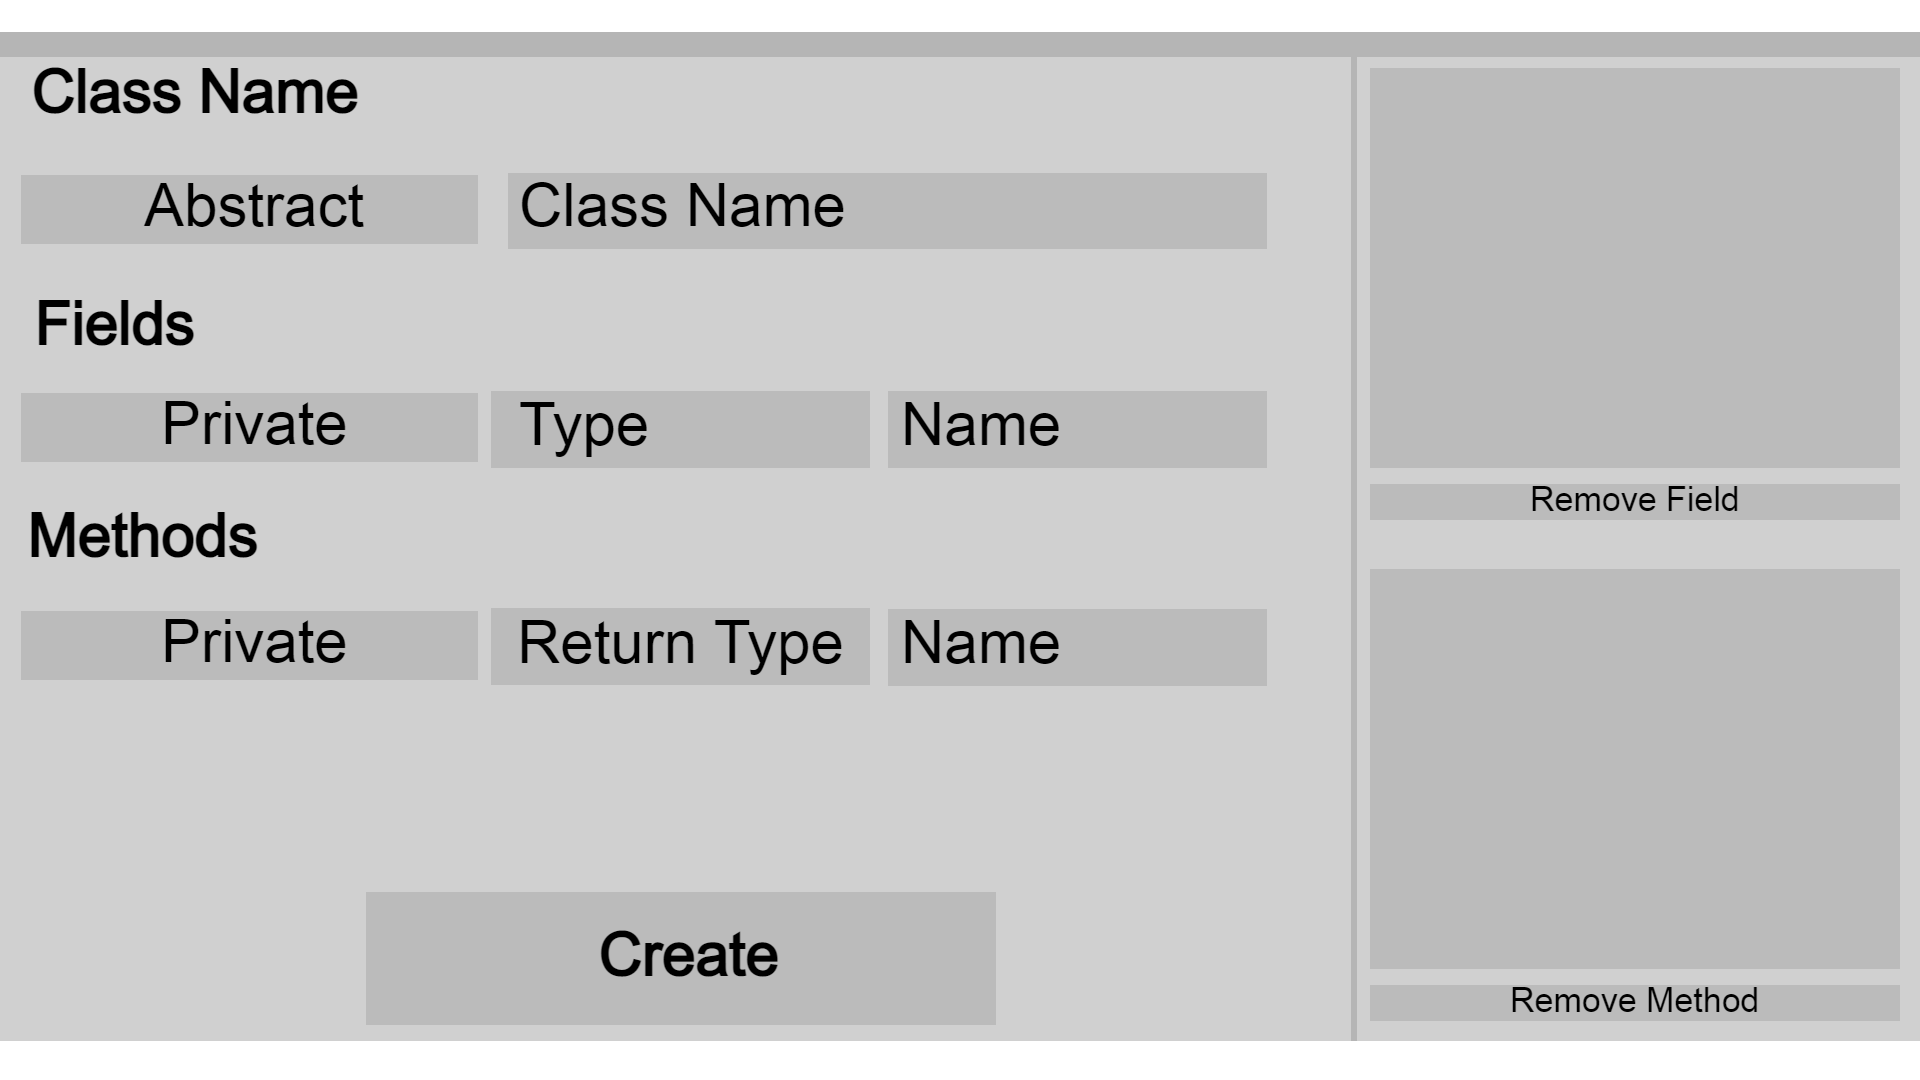 Class Name
Abstract
Class Name
Fields
Private
Type
Name
Methods
Private
Return Type
Name
Create
Remove Field
Remove Method